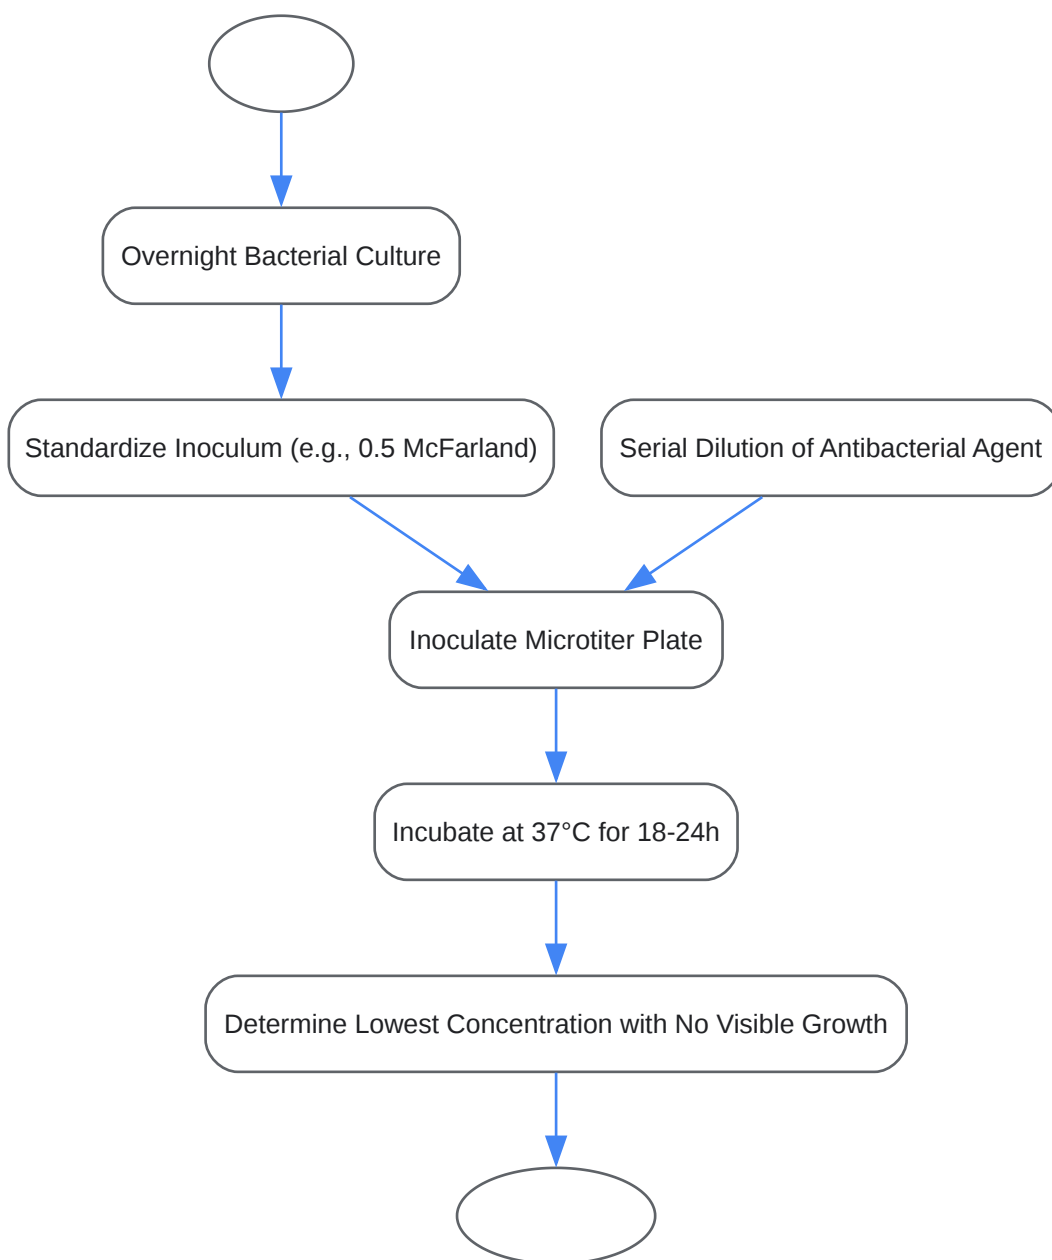 Overnight Bacterial Culture
Standardize Inoculum (e.g., 0.5 McFarland)
Serial Dilution of Antibacterial Agent
Inoculate Microtiter Plate
Incubate at 37°C for 18-24h
Determine Lowest Concentration with No Visible Growth